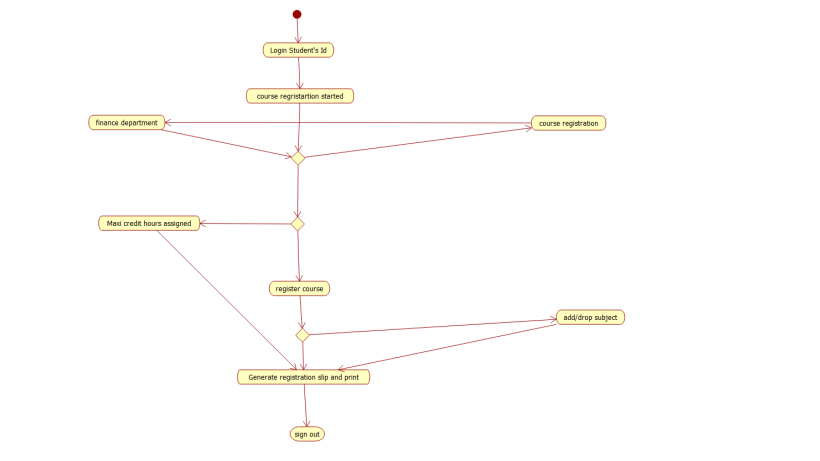 Login Student's Id
course regristartion started
finance department
course registration
Maxi credit hours assigned
register course
add/drop subject
Generate registration slip and print
sign out